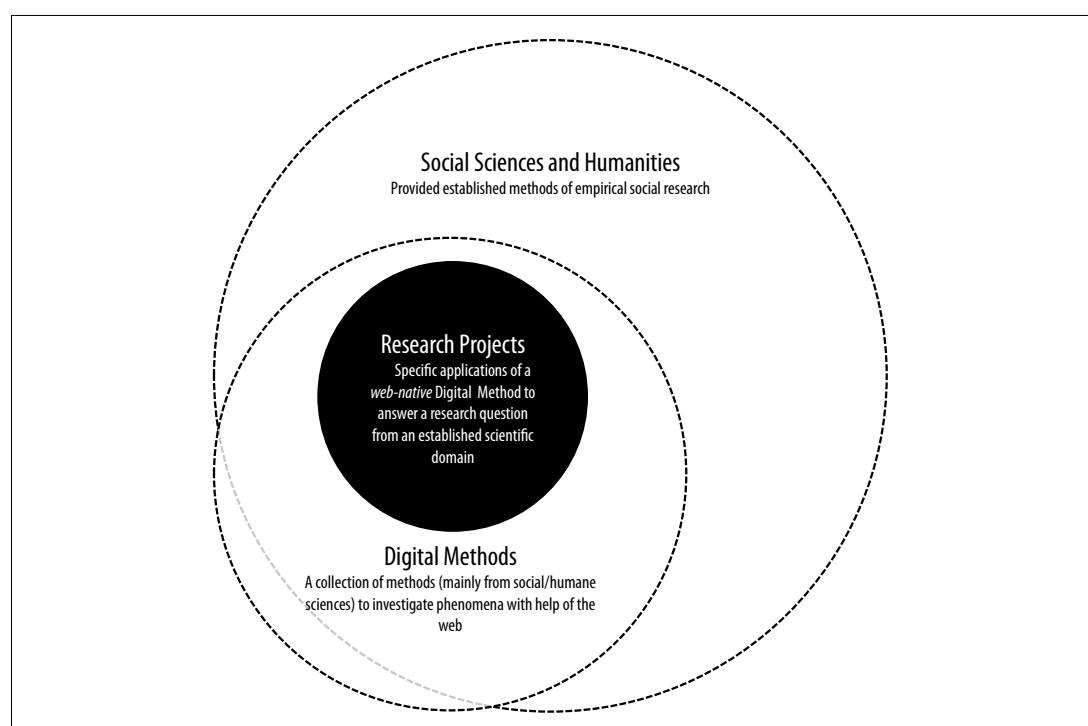 Social Sciences and Humanities
Provided established methods of empirical social research
Research Projects
Specific applications of a
web-native Digital Method to
answer a research question
from an established scientific
domain
Digital Methods
A collection of methods (mainly from social/humane
sciences) to investigate phenomena with help of the
web